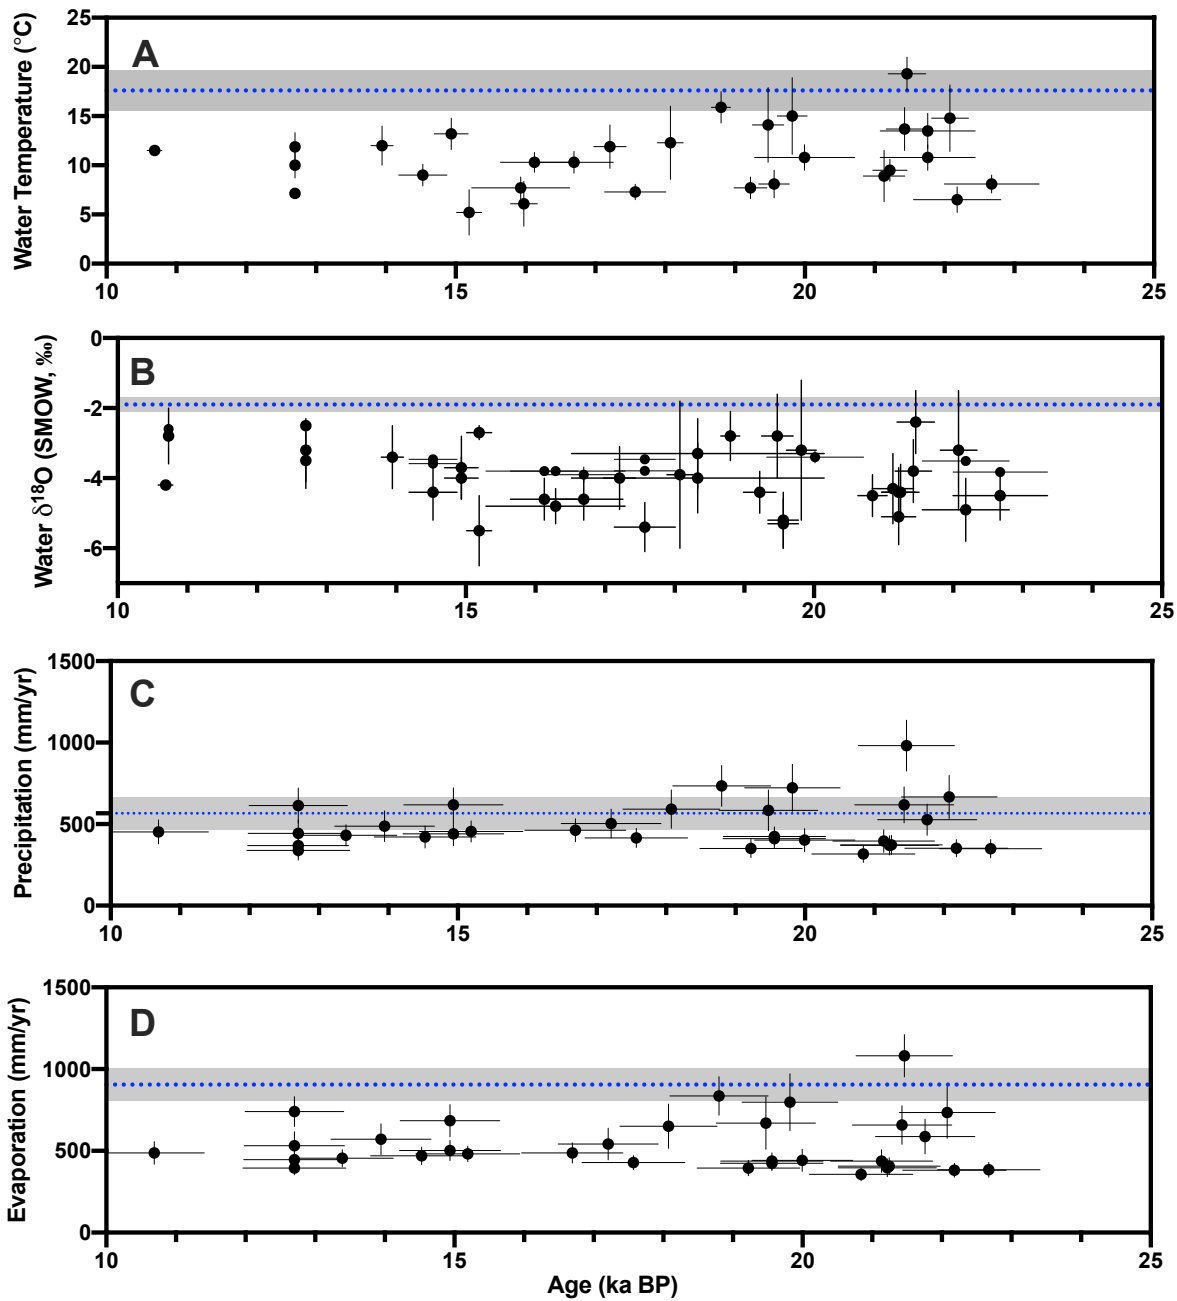 Water Temperature (°C)
A
25
20
15
10
5
0
10 15 20 25
Water δ18O (SMOW, ‰)
B
0
-2
-4
-6
10 15 20 25
Precipitation (mm/yr)
C
1500
1000
500
0
10 15 20 25
Evaporation (mm/yr)
D
1500
1000
500
0
10 15 20 25
Age (ka BP)